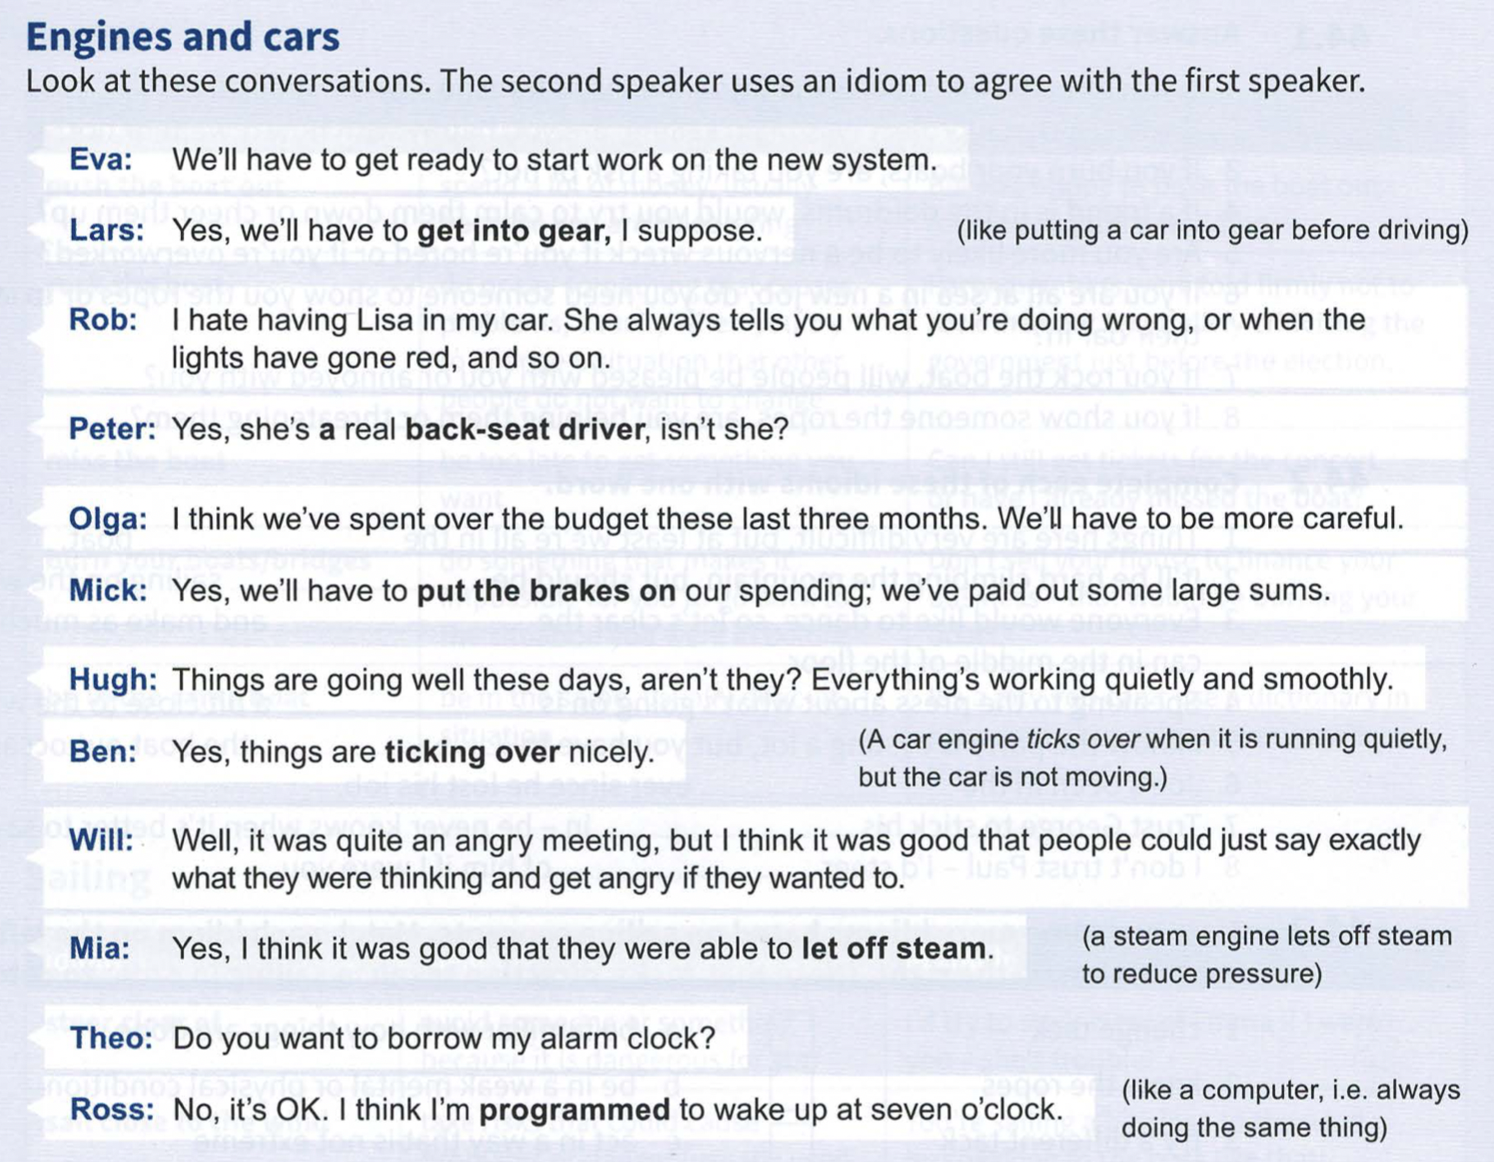 Engines and cars
Look at these conversations. The second speaker uses an idiom to agree with the first speaker.
Eva: We'll have to get ready to start work on the new system.
Lars: Yes, we'll have to get into gear, I suppose. (like putting a car into gear before driving)
Rob: I hate having Lisa in my car. She always tells you what you're doing wrong, or when the
lights have gone red, and so on.
Peter: Yes, she's a real back-seat driver, isn't she?
Olga: I think we've spent over the budget these last three months. We'll have to be more careful.
Mick: Yes, we'll have to put the brakes on our spending; we've paid out some large sums.
Hugh: Things are going well these days, aren't they? Everything's working quietly and smoothly.
Ben: Yes, things are ticking over nicely. (A car engine ticks over when it is running quietly,
but the car is not moving.)
Will: Well, it was quite an angry meeting, but I think it was good that people could just say exactly
what they were thinking and get angry if they wanted to.
Mia: Yes, I think it was good that they were able to let off steam. (a steam engine lets off steam
to reduce pressure)
Theo: Do you want to borrow my alarm clock?
Ross: No, it's OK. I think I'm programmed to wake up at seven o'clock. (like a computer, i.e. always
doing the same thing)